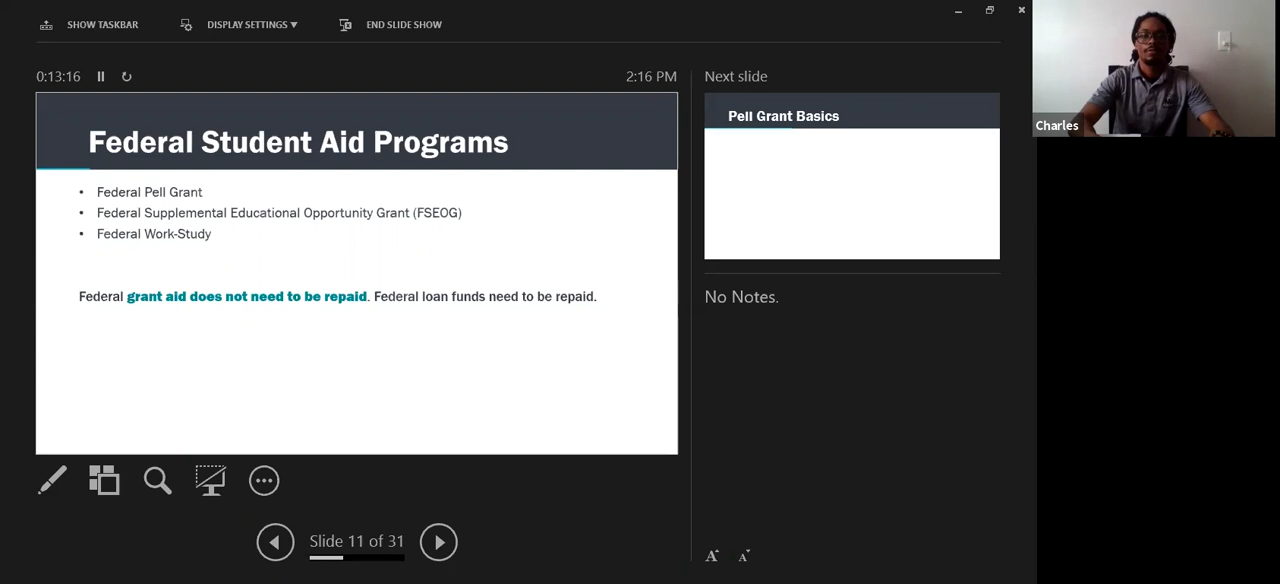 SHOW TASKBAR
DISPLAY SETTINGS ▼
END SLIDE SHOW
0:13:16
2:16 PM
Next slide
Federal Student Aid Programs
• Federal Pell Grant
• Federal Supplemental Educational Opportunity Grant (FSEOG)
• Federal Work-Study
Federal grant aid does not need to be repaid. Federal loan funds need to be repaid.
Pell Grant Basics
No Notes.
Charles
Slide 11 of 31
A A